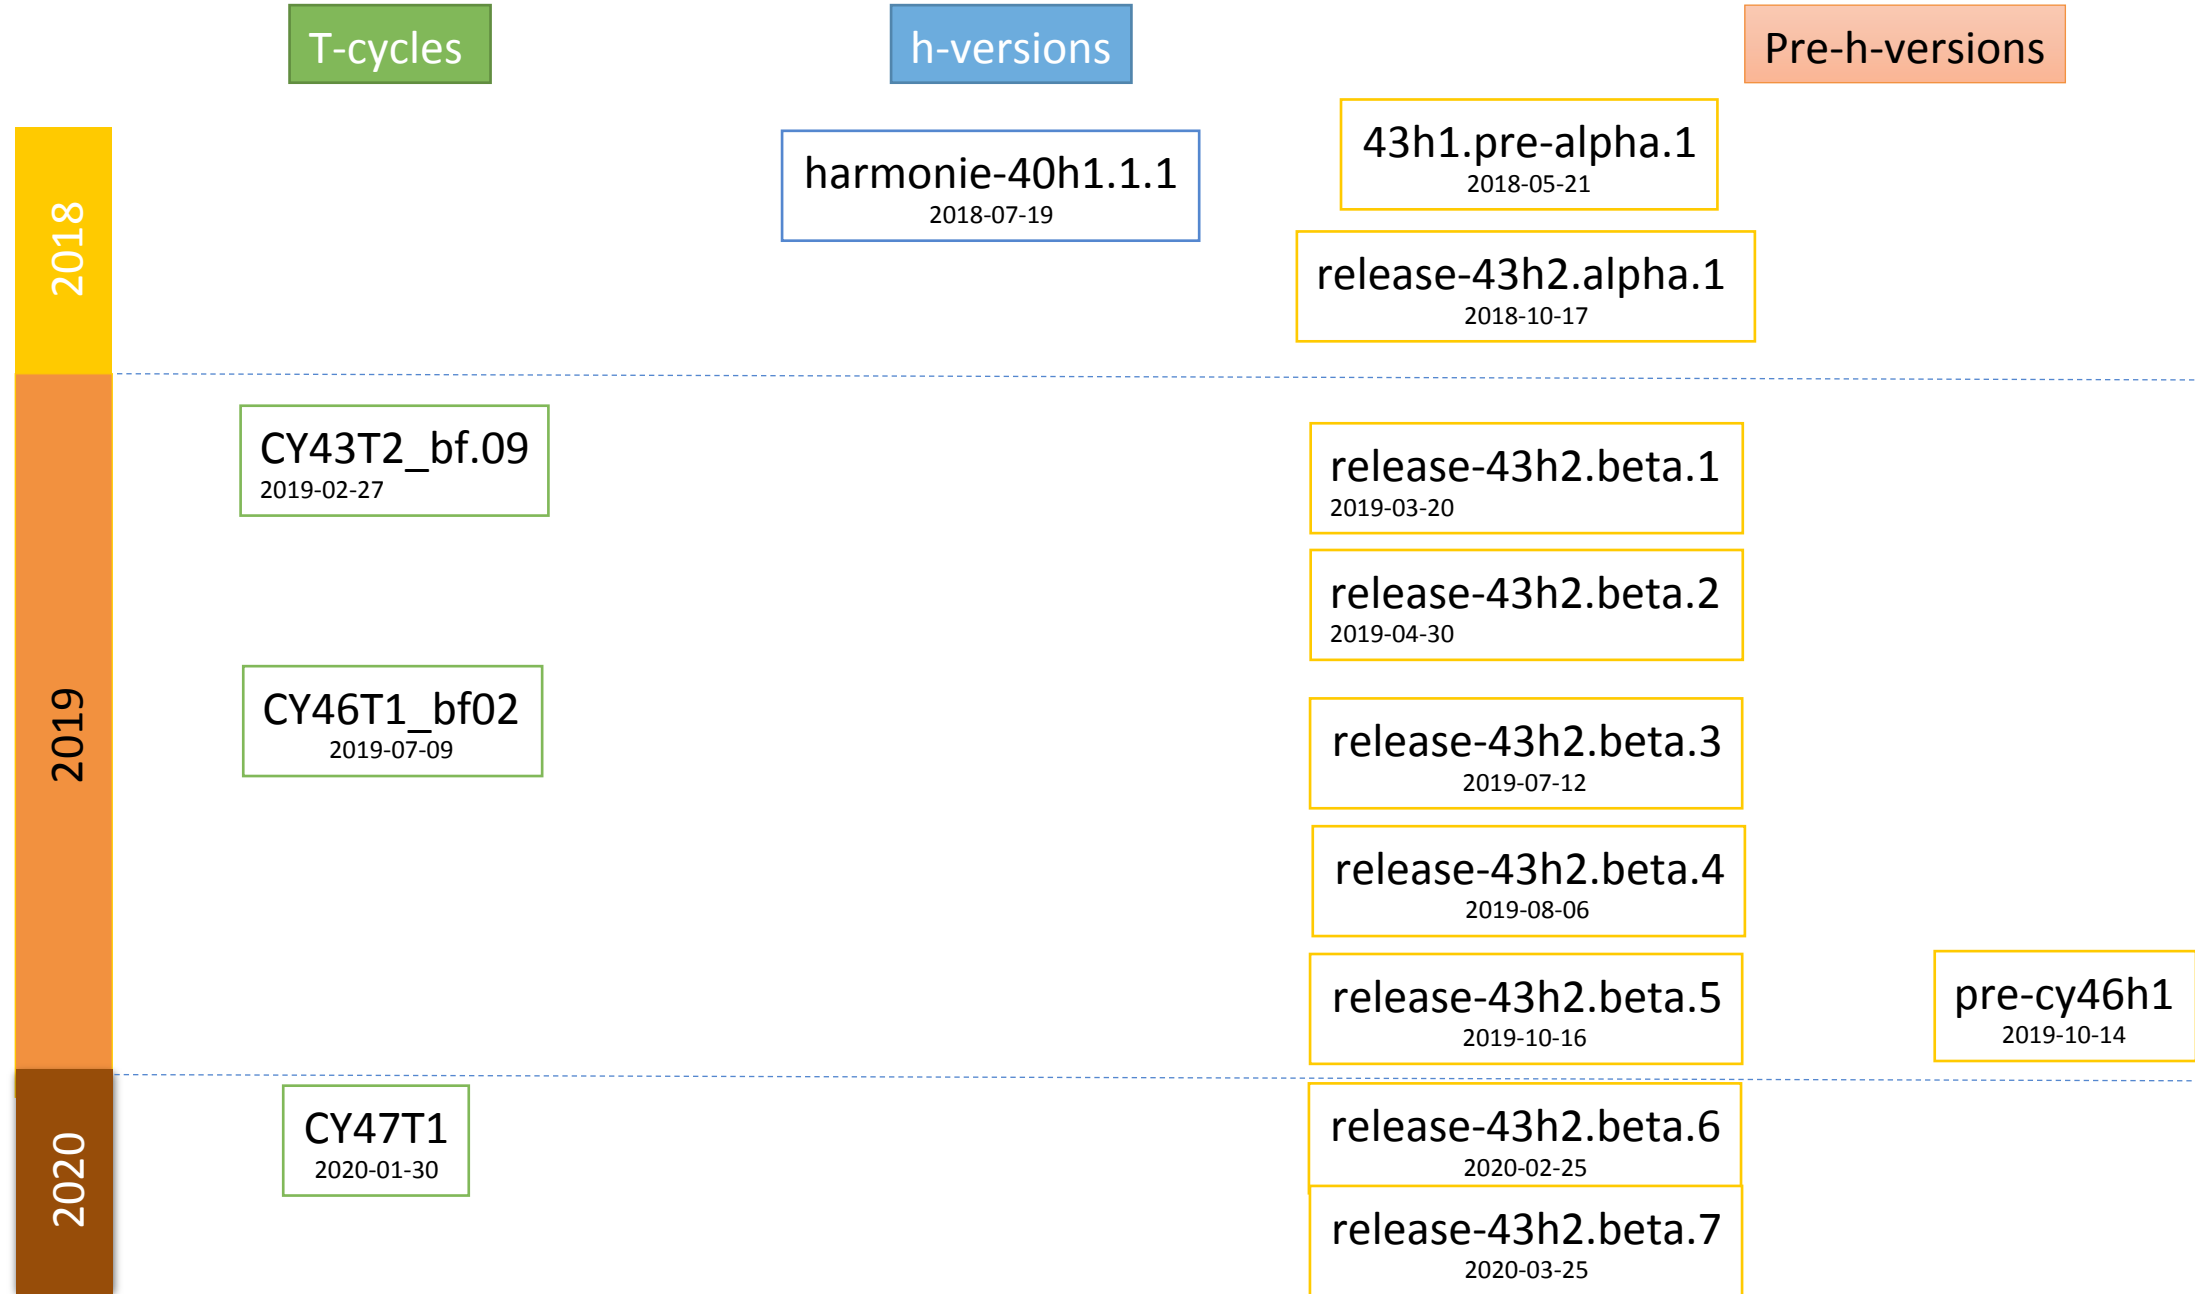 T-cycles
h-versions
Pre-h-versions
2018
harmonie-40h1.1.1
2018-07-19
43h1.pre-alpha.1
2018-05-21
release-43h2.alpha.1
2018-10-17
2019
CY43T2_bf.09
2019-02-27
release-43h2.beta.1
2019-03-20
release-43h2.beta.2
2019-04-30
CY46T1_bf02
2019-07-09
release-43h2.beta.3
2019-07-12
release-43h2.beta.4
2019-08-06
release-43h2.beta.5
2019-10-16
pre-cy46h1
2019-10-14
2020
CY47T1
2020-01-30
release-43h2.beta.6
2020-02-25
release-43h2.beta.7
2020-03-25